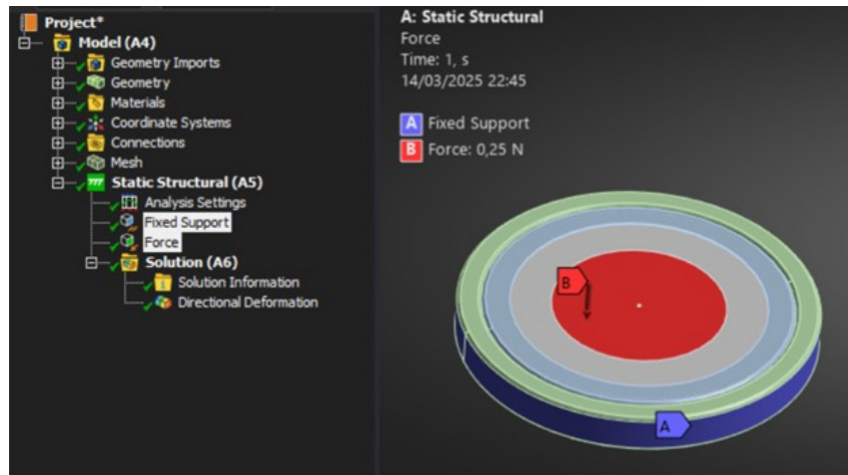 Project*
Model (A4)
Geometry Imports
Geometry
Materials
Coordinate Systems
Connections
Mesh
Static Structural (A5)
Analysis Settings
Fixed Support
Force
Solution (A6)
Solution Information
Directional Deformation
A: Static Structural
Force
Time: 1, s
14/03/2025 22:45
A Fixed Support
B Force: 0,25 N
B
A